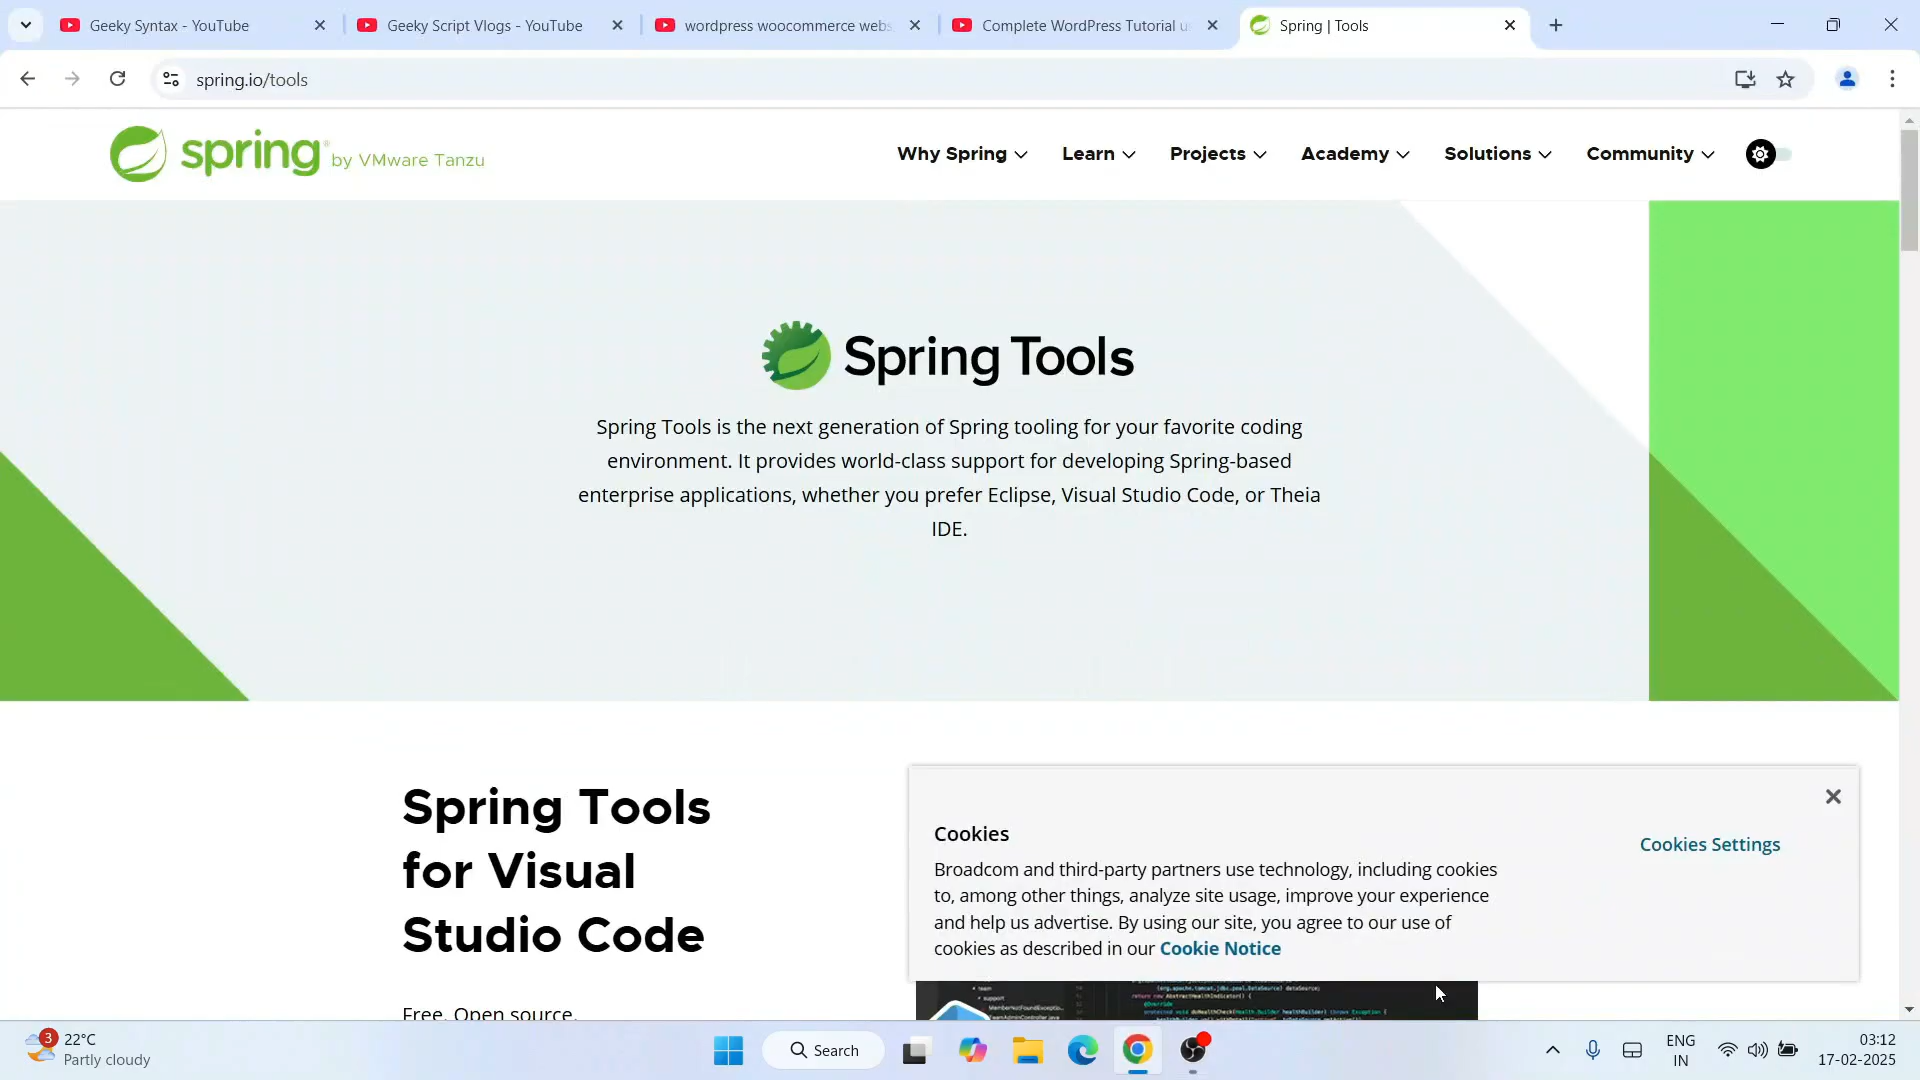 Geeky Syntax - YouTube
Geeky Script Vlogs - YouTube
wordpress woocommerce webs
Complete WordPress Tutorial u
Spring | Tools
spring.io/tools
spring® by VMware Tanzu
Why Spring
Learn
Projects
Academy
Solutions
Community
Spring Tools
Spring Tools is the next generation of Spring tooling for your favorite coding
environment. It provides world-class support for developing Spring-based
enterprise applications, whether you prefer Eclipse, Visual Studio Code, or Theia
IDE.
Spring Tools
for Visual
Studio Code
Free. Open source.
Cookies
Broadcom and third-party partners use technology, including cookies
to, among other things, analyze site usage, improve your experience
and help us advertise. By using our site, you agree to our use of
cookies as described in our Cookie Notice
Cookies Settings
3
22°C
Partly cloudy
Search
ENG
IN
03:12
17-02-2025